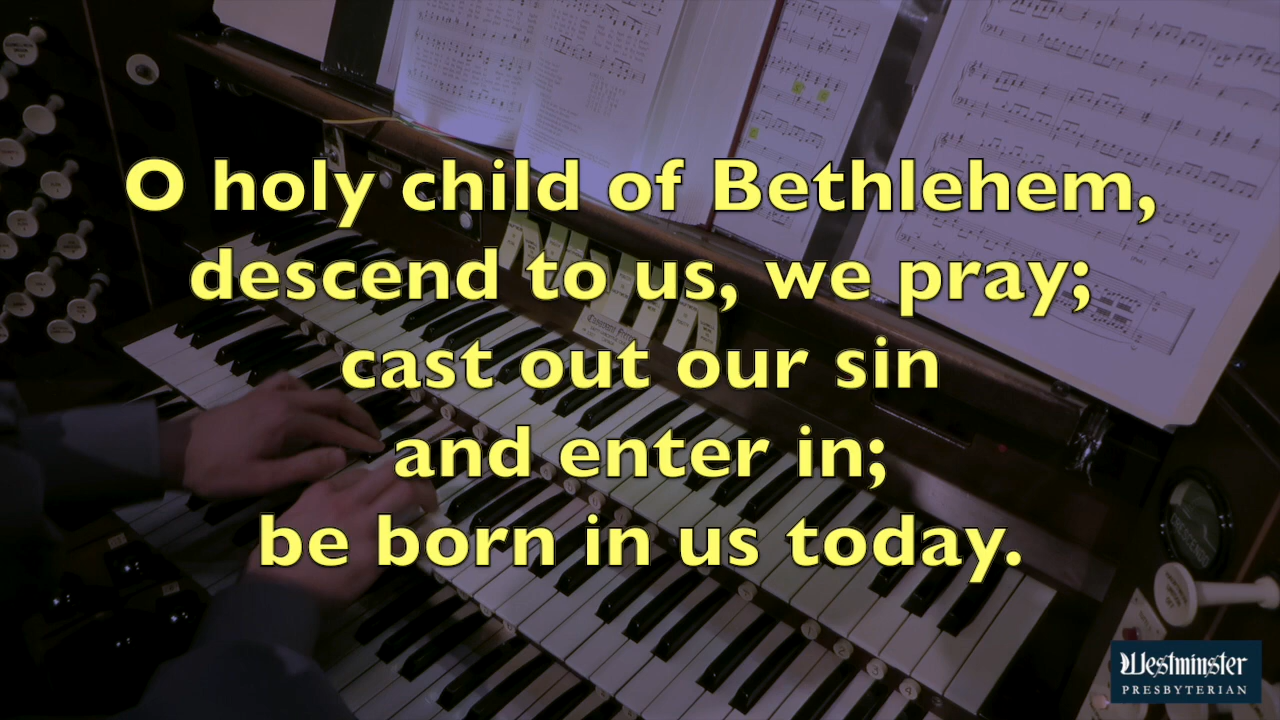 O holy child of Bethlehem,
descend to us, we pray;
cast out our sin
and enter in;
be born in us today.
Westminster
PRESBYTERIAN